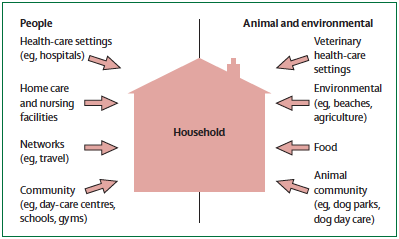 People
Health-care settings
(eg, hospitals)
Home care
and nursing
facilities
Networks
(eg, travel)
Community
(eg, day-care centres,
schools, gyms)
Household
Animal and environmental
Veterinary
health-care
settings
Environmental
(eg, beaches,
agriculture)
Food
Animal
community
(eg, dog parks,
dog day care)